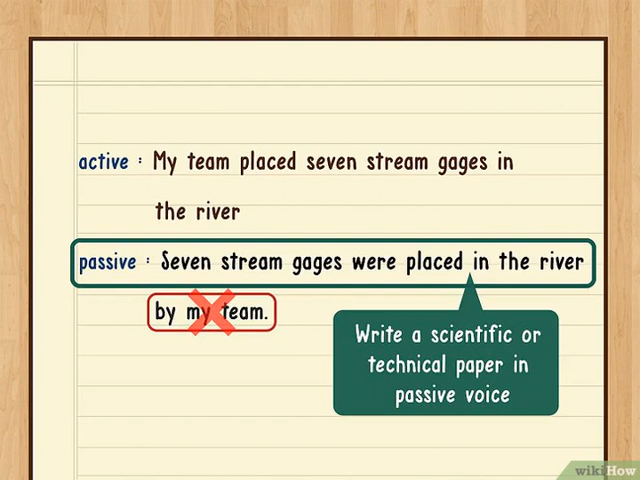 active : My team placed seven stream gages in
the river
passive : Seven stream gages were placed in the river
by my team.
Write a scientific or
technical paper in
passive voice
wikiHow